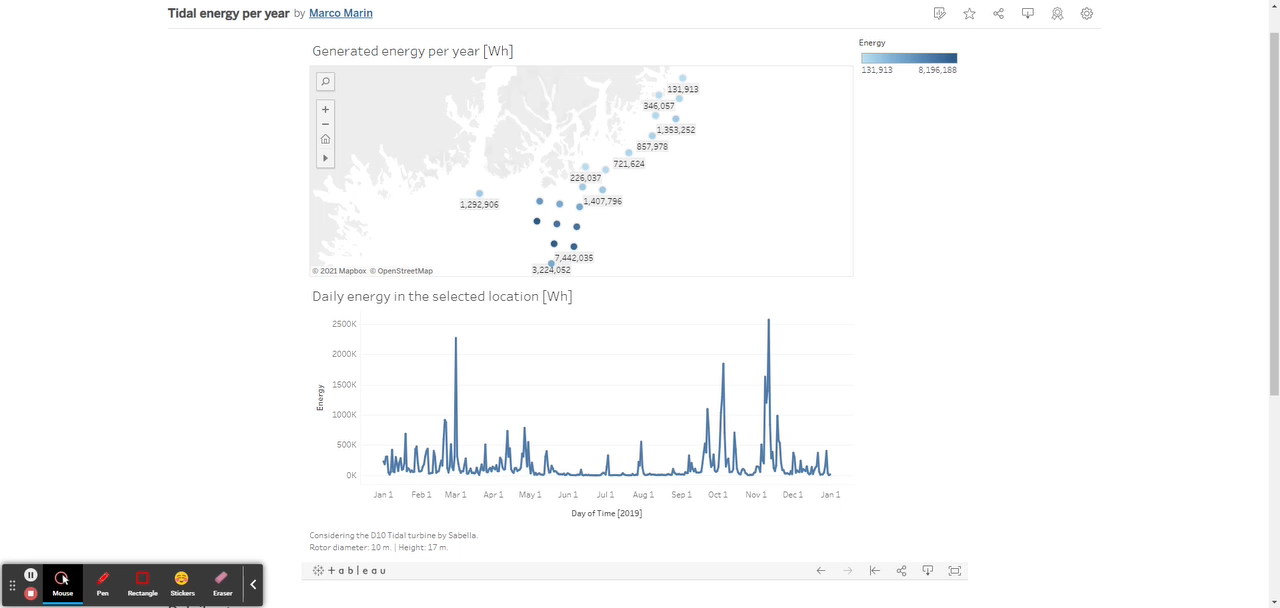 Tidal energy per year by Marco Marin
Generated energy per year [Wh]
Energy
131,913 8,196,188
131,913
346,057
1,353,252
857,978
721,624
226,037
1,407,796
1,292,906
7,442,035
3,224,052
© 2021 Mapbox © OpenStreetMap
Daily energy in the selected location [Wh]
2500K
2000K
1500K
1000K
500K
0K
Energy
Jan 1 Feb 1 Mar 1 Apr 1 May 1 Jun 1 Jul 1 Aug 1 Sep 1 Oct 1 Nov 1 Dec 1 Jan 1
Day of Time [2019]
Considering the D10 Tidal turbine by Sabella.
Rotor diameter: 10 m. | Height: 17 m.
+ a b l e a u
Mouse Pen Rectangle Stickers Eraser